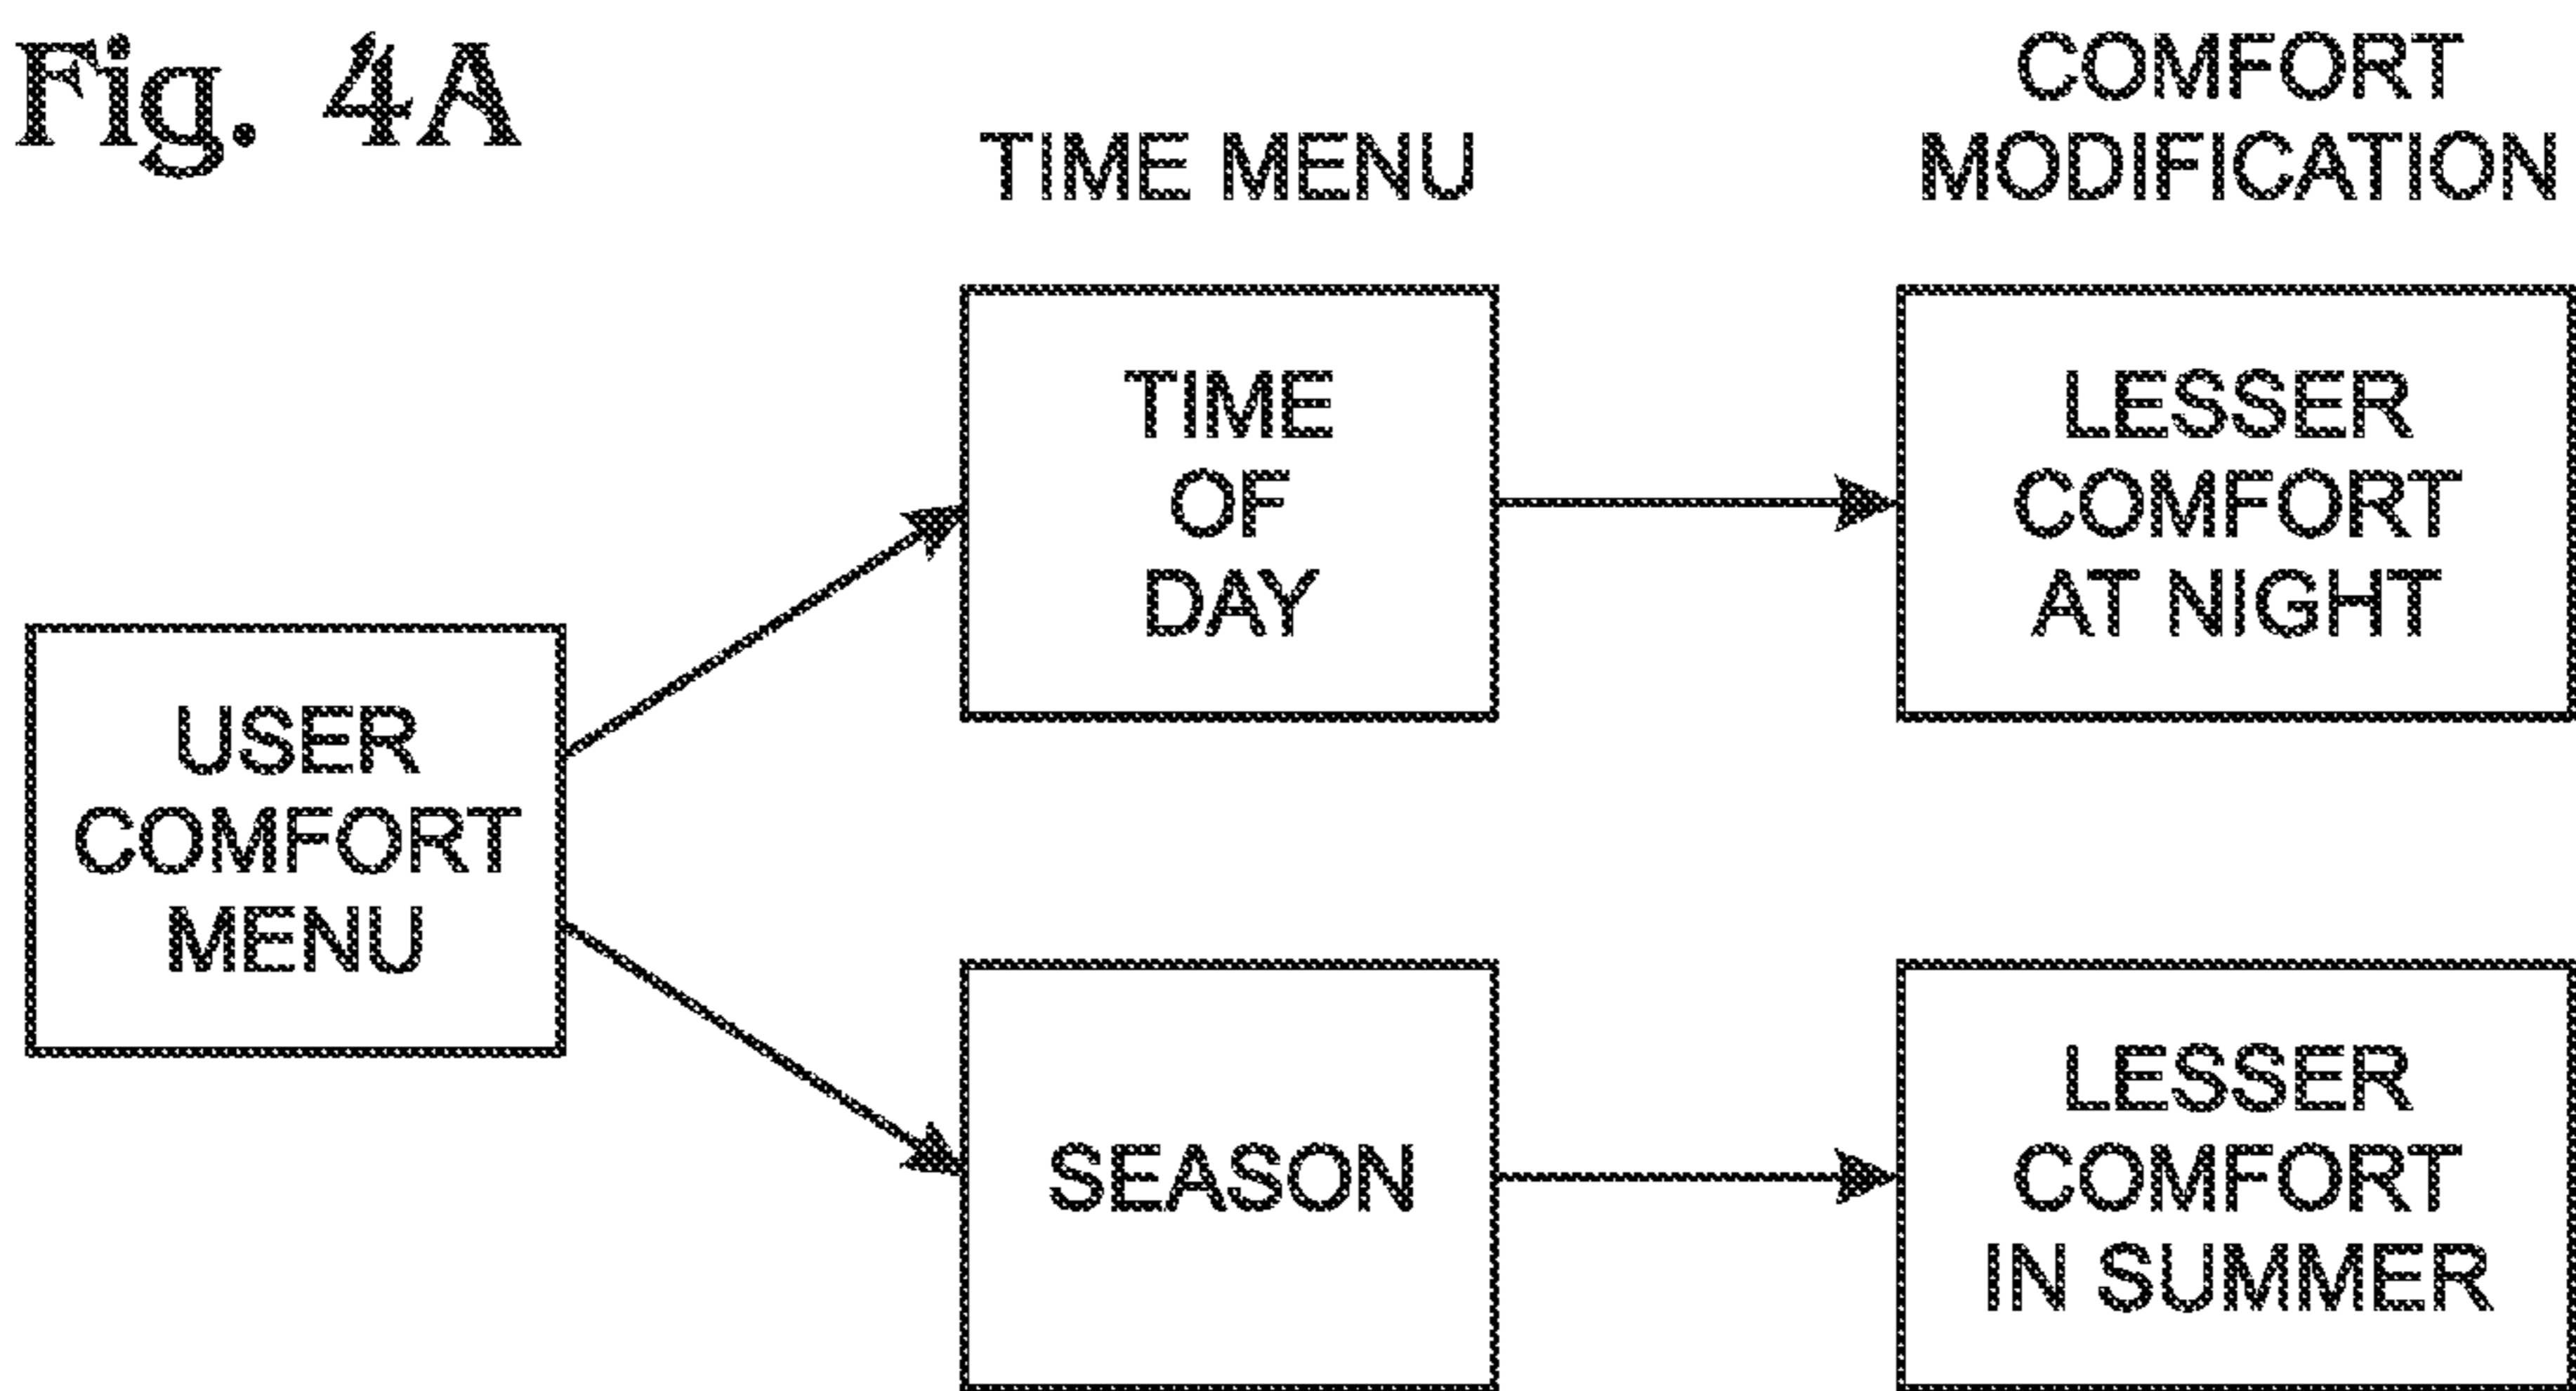 Fig. 4A
TIME MENU
COMFORT
MODIFICATION
TIME
OF
DAY
LESSER
COMFORT
AT NIGHT
USER
COMFORT
MENU
SEASON
LESSER
COMFORT
IN SUMMER